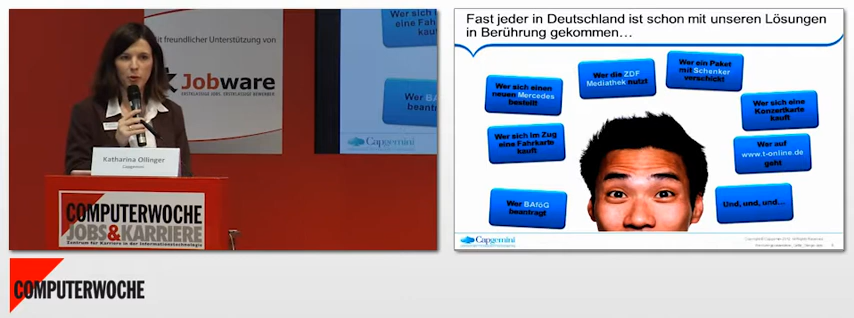 Mit freundlicher Unterstützung von
Jobware
Wer sich
eine Fahr
kau
Wer BA
beant
Capgemini
Katharina Ollinger
Capgemini
COMPUTERWOCHE
JOBS&KARRIERE
Zentrum für Karriere in der Informationstechnologie
COMPUTERWOCHE
Fast jeder in Deutschland ist schon mit unseren Lösungen
in Berührung gekommen…
Wer sich einen
neuen Mercedes
bestellt
Wer die ZDF
Mediathek nutzt
Wer ein Paket
mit Schenker
verschickt
Wer sich eine
Konzertkarte
kauft
Wer sich im Zug
eine Fahrkarte
kauft
Wer auf
www.t-online.de
geht
Wer BAföG
beantragt
Und, und, und…
Capgemini